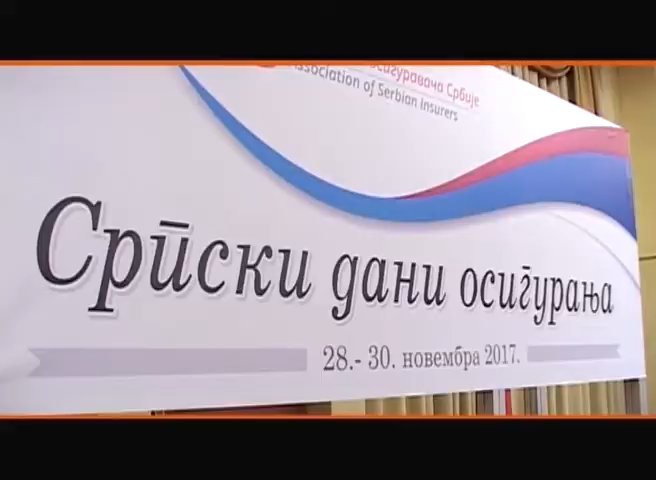 осигуравача Србије
Association of Serbian Insurers
Српски дани осигурања
28.- 30. новембра 2017.